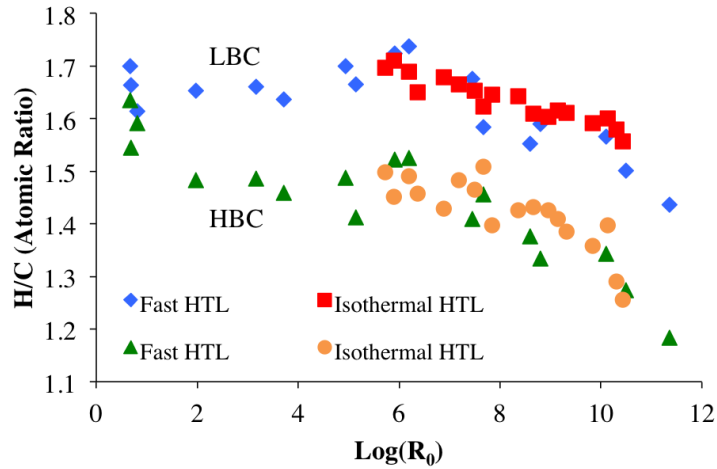 1.8
1.7
1.6
1.5
1.4
1.3
1.2
1.1
H/C (Atomic Ratio)
LBC
HBC
Fast HTL
Isothermal HTL
Fast HTL
Isothermal HTL
0 2 4 6 8 10 12
Log(R₀)